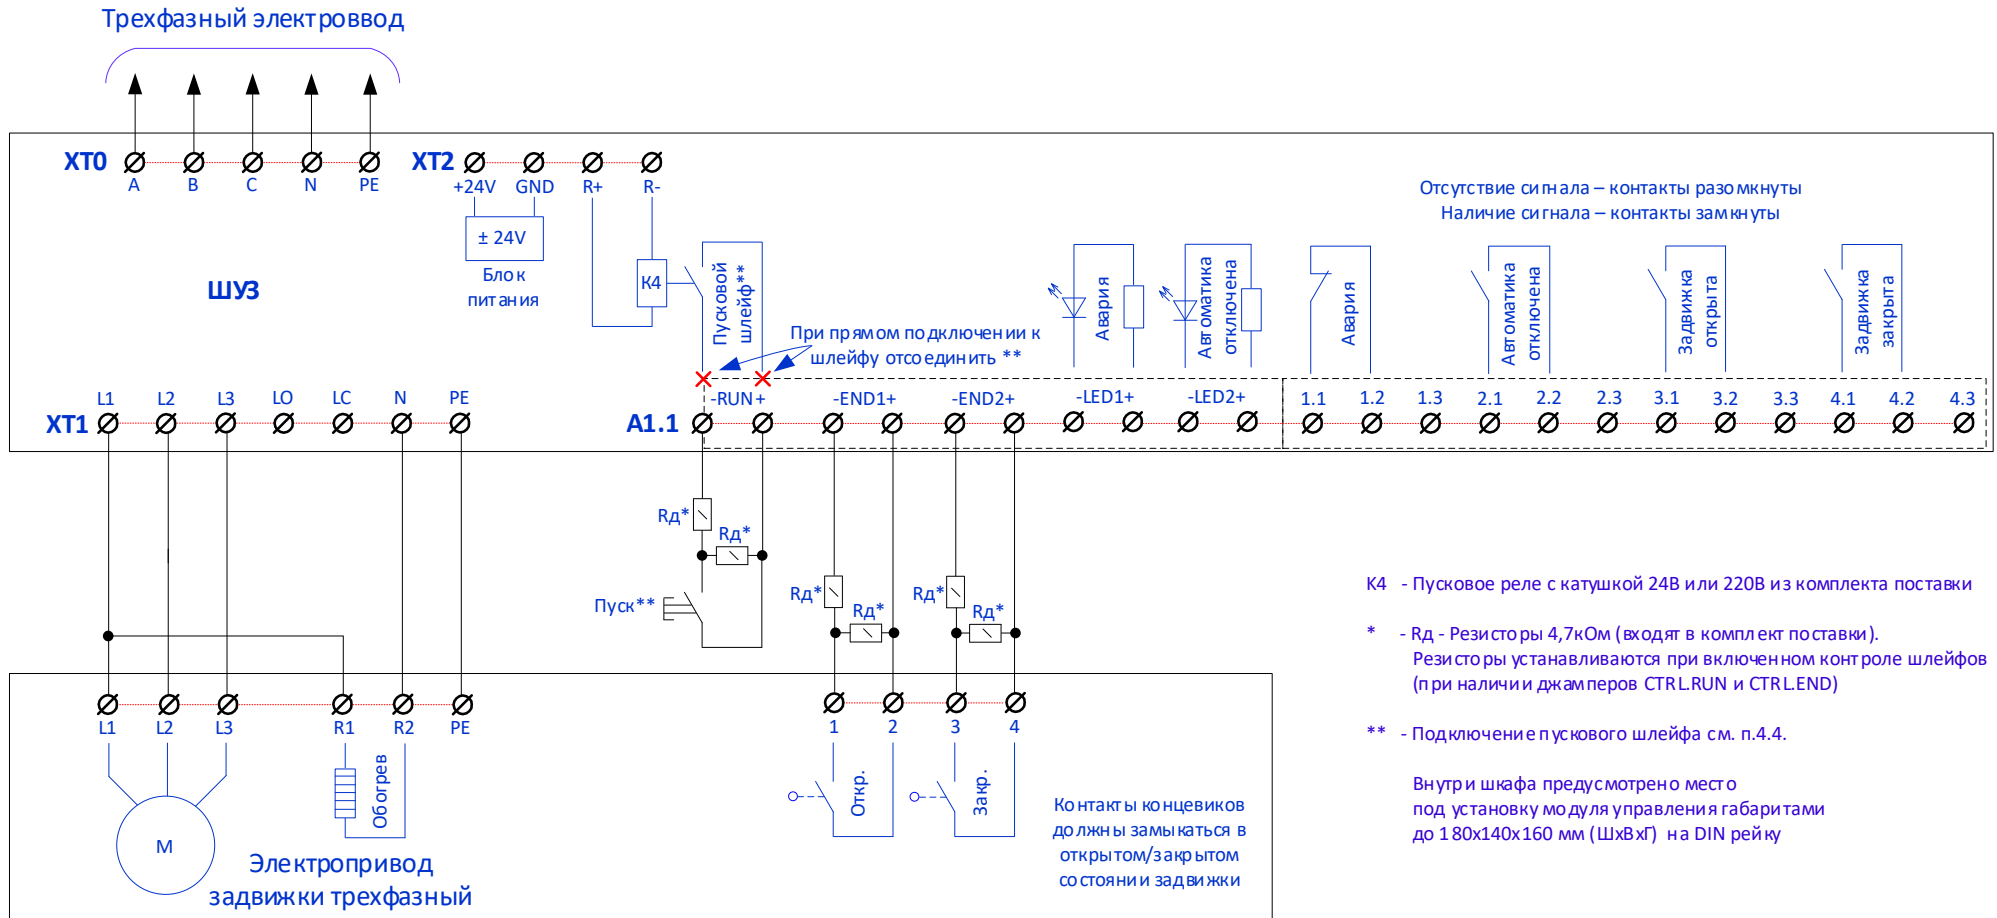 Трехфазный электроввод
XT0
A
B
C
N
PE
XT2
+24V
GND
R+
R-
± 24V
Блок
питания
ШУЗ
K4
Пусковой
шлейф**
При прямом подключении к
шлейфу отсоединить **
Авария
Автоматика
отключена
Отсутствие сигнала – контакты разомкнуты
Наличие сигнала – контакты замкнуты
Авария
Автоматика
отключена
Задвижка
открыта
Задвижка
закрыта
XT1
L1
L2
L3
LO
LC
N
PE
A1.1
-RUN+
-END1+
-END2+
-LED1+
-LED2+
1.1
1.2
1.3
2.1
2.2
2.3
3.1
3.2
3.3
4.1
4.2
4.3
Rд*
Rд*
Пуск**
Rд*
Rд*
Rд*
Rд*
K4 - Пусковое реле с катушкой 24В или 220В из комплекта поставки
* - Rд - Резисторы 4,7кОм (входят в комплект поставки).
Резисторы устанавливаются при включенном контроле шлейфов
(при наличии джамперов CTRL.RUN и CTRL.END)
** - Подключение пускового шлейфа см. п.4.4.
Внутри шкафа предусмотрено место
под установку модуля управления габаритами
до 180х140х160 мм (ШхВхГ) на DIN рейку
L1
L2
L3
R1
R2
PE
Обогрев
M
Электропривод
задвижки трехфазный
1
2
3
4
Откр.
Закр.
Контакты концевиков
должны замыкаться в
открытом/закрытом
состоянии задвижки